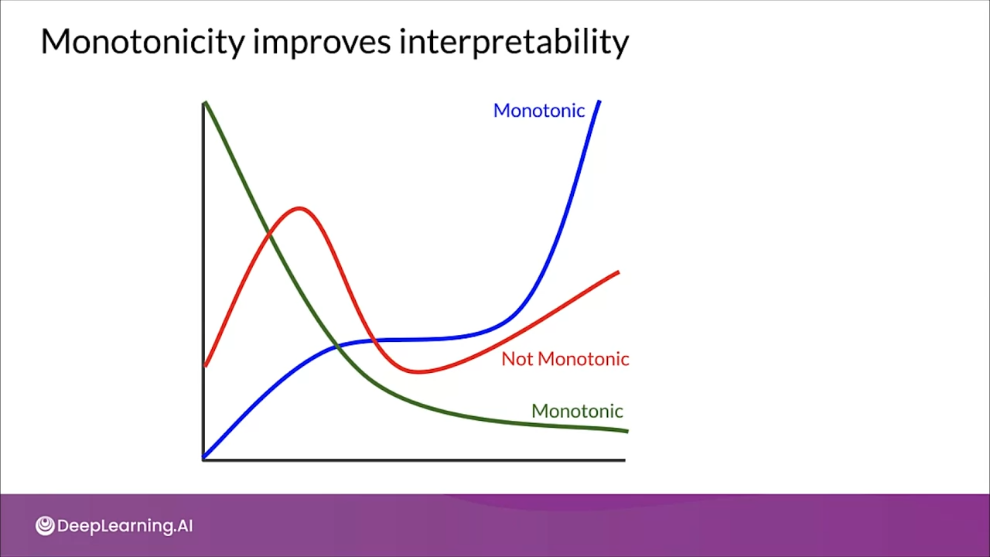 Monotonicity improves interpretability
Monotonic
Not Monotonic
Monotonic
DeepLearning.AI